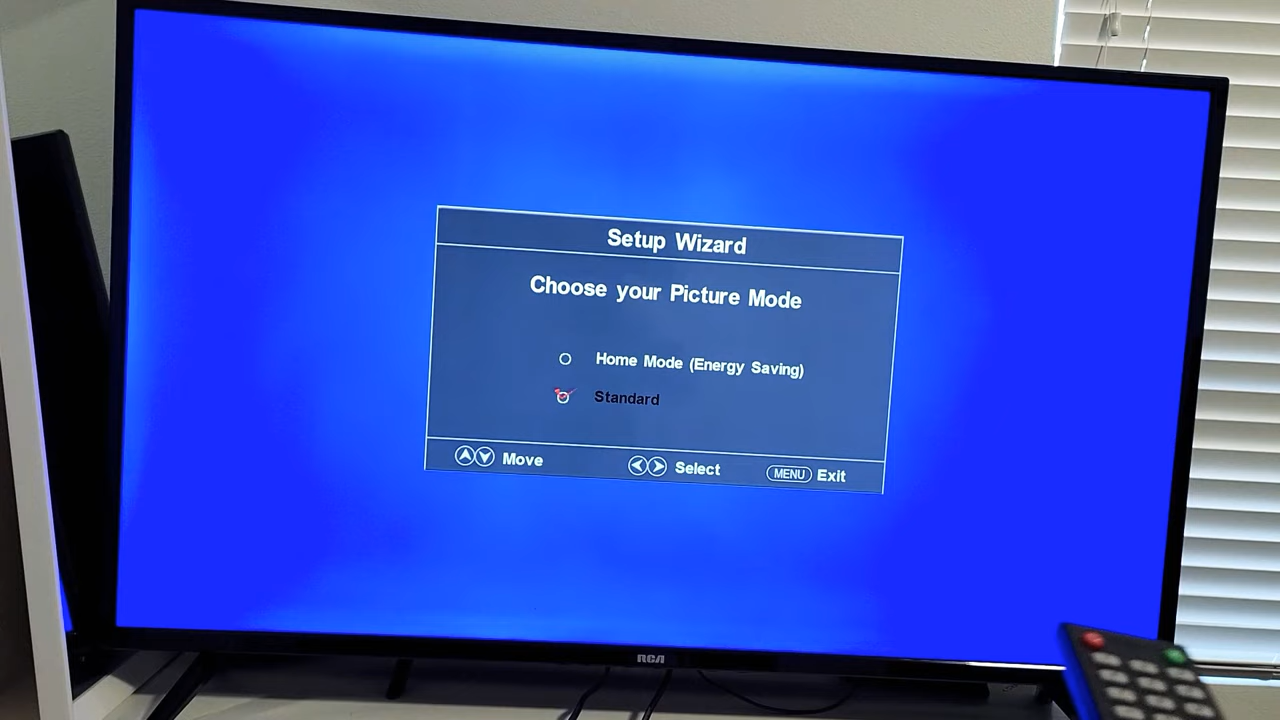 Setup Wizard
Choose your Picture Mode
Home Mode (Energy Saving)
Standard
Move Select MENU Exit
RCA